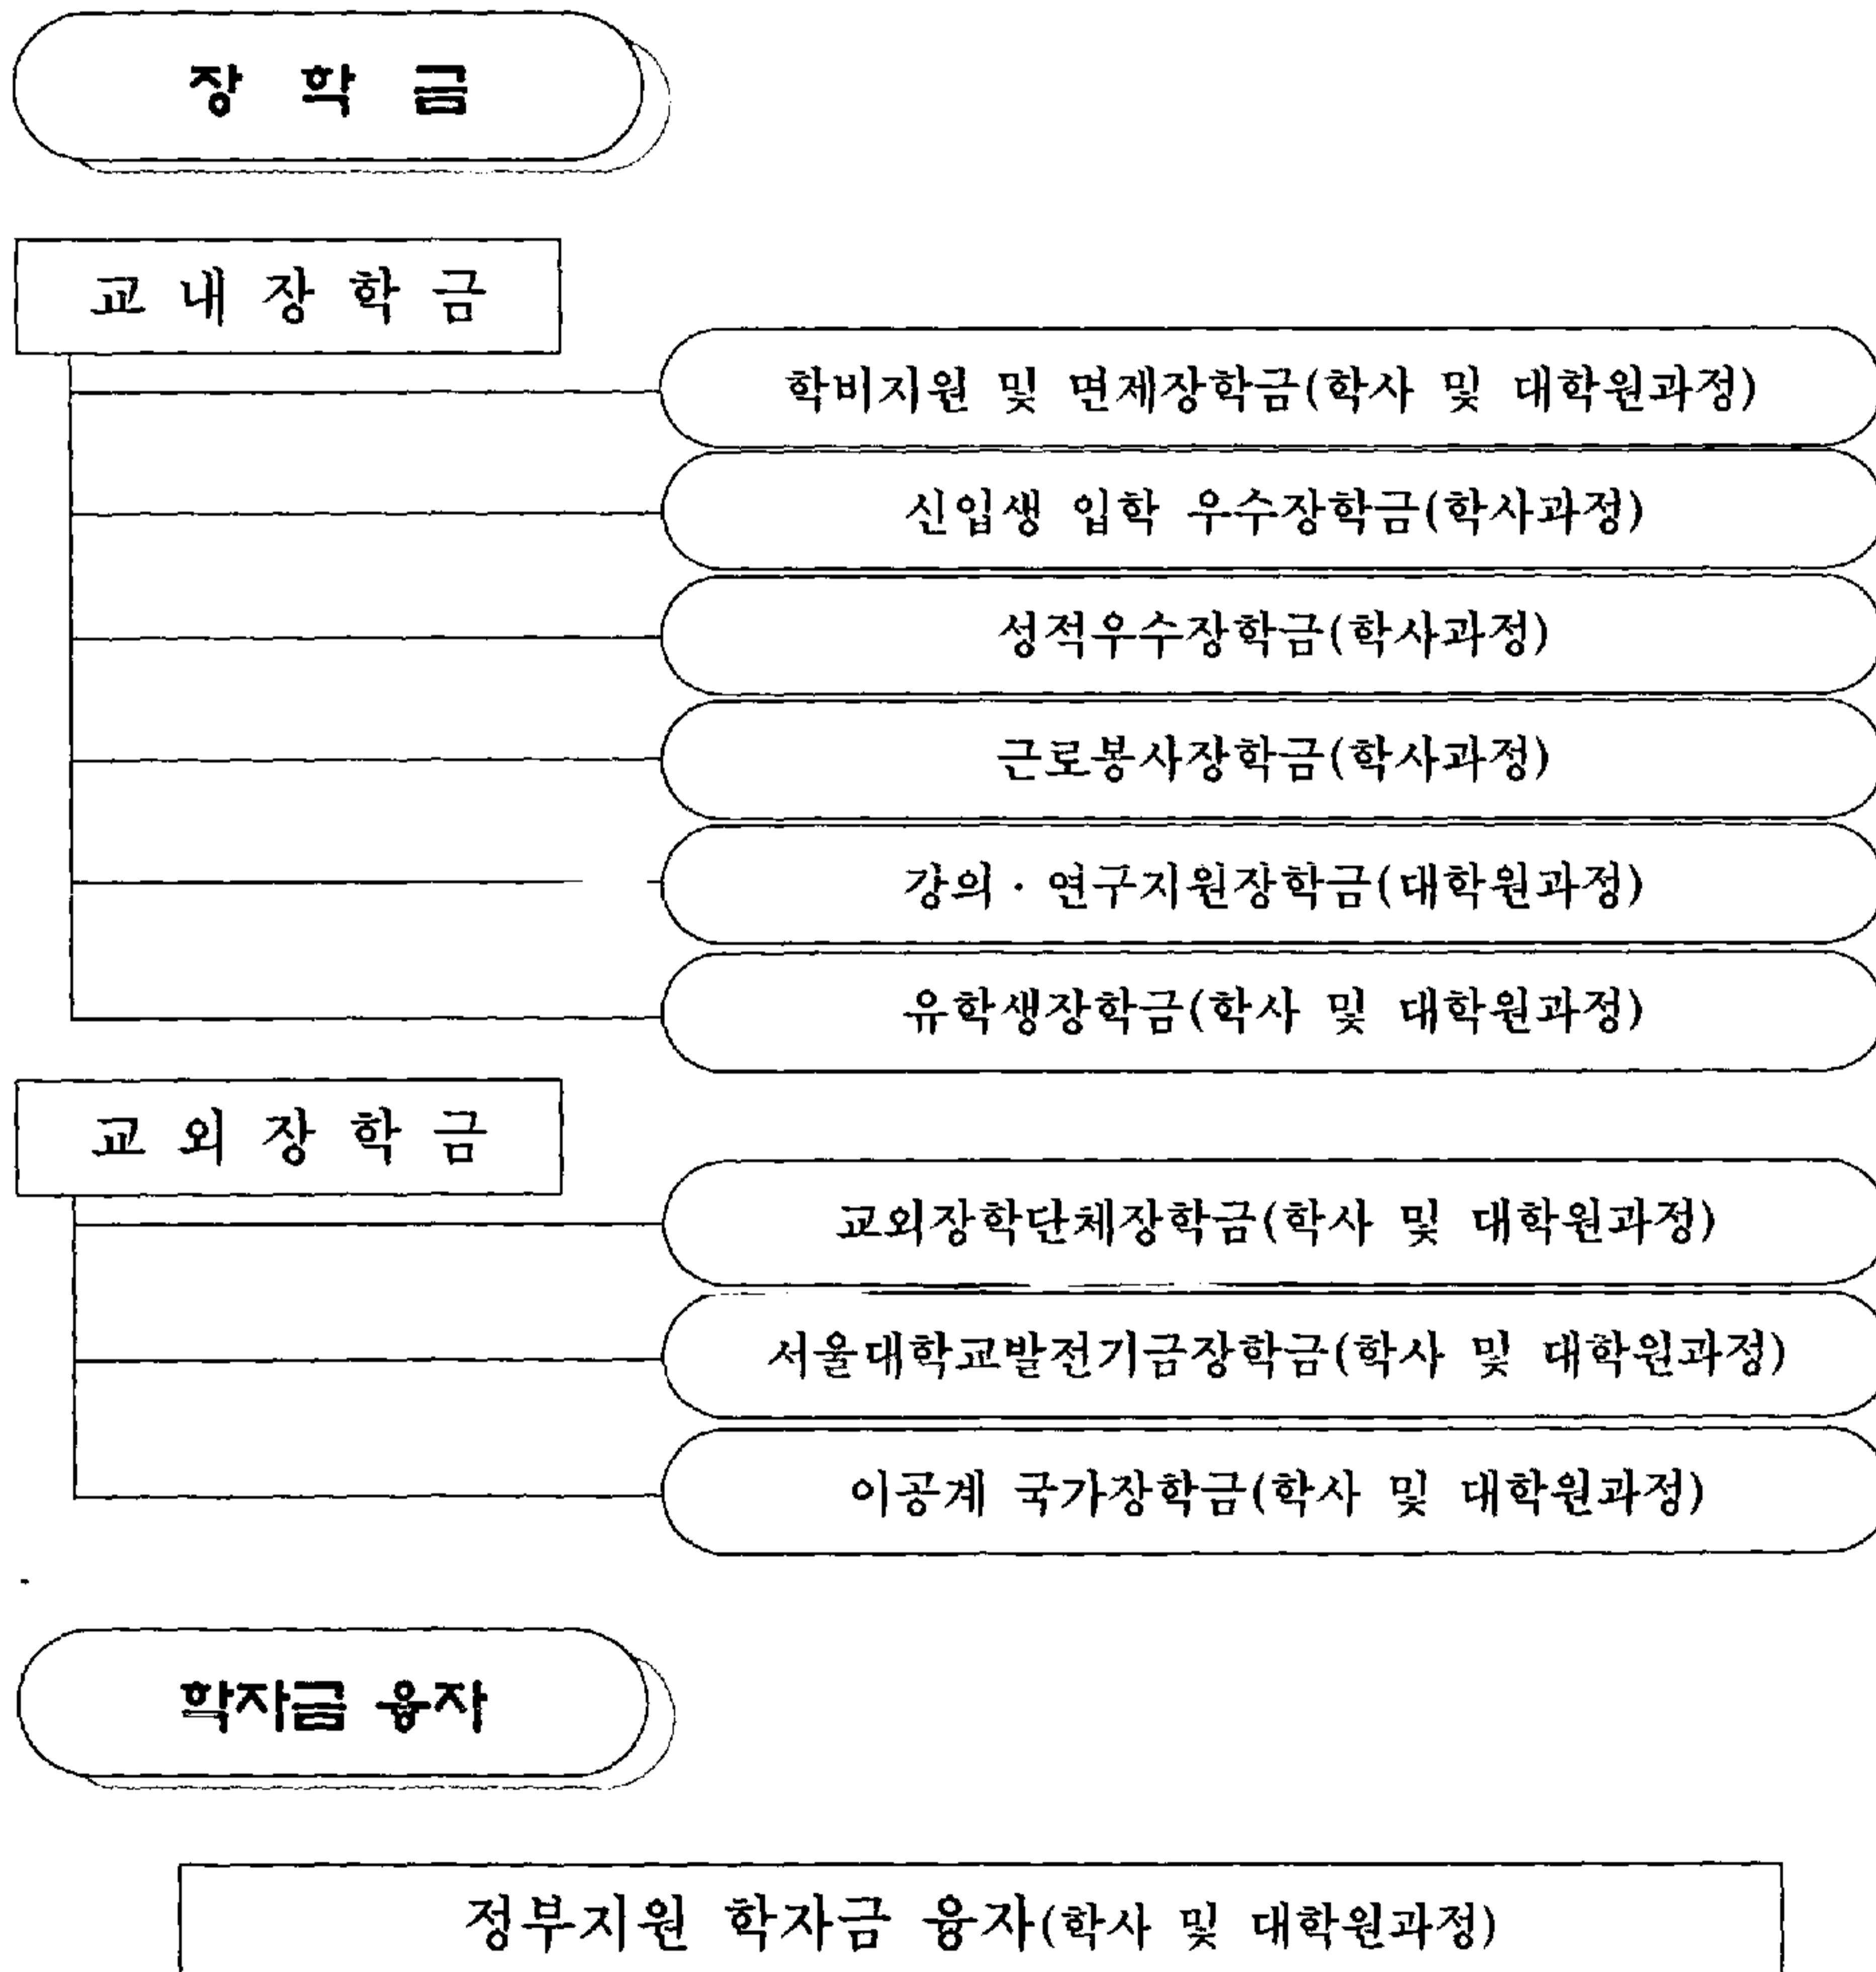 장 학 금
교 내 장 학 금
학비지원 및 면제장학금(학사 및 대학원과정)
신입생 입학 우수장학금(학사과정)
성적우수장학금(학사과정)
근로봉사장학금(학사과정)
강의 · 연구지원장학금(대학원과정)
유학생장학금(학사 및 대학원과정)
교 외 장 학 금
교외장학단체장학금(학사 및 대학원과정)
서울대학교발전기금장학금(학사 및 대학원과정)
이공계 국가장학금(학사 및 대학원과정)
학자금 융자
정부지원 학자금 융자(학사 및 대학원과정)